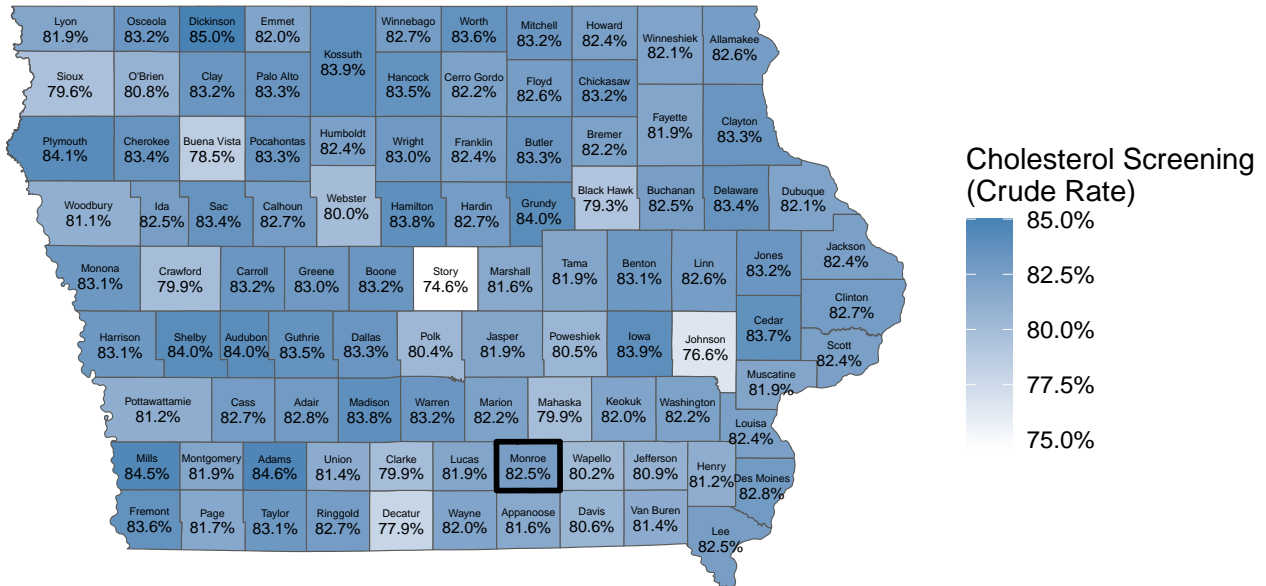 Lyon
81.9%
Osceola
83.2%
Dickinson
85.0%
Emmet
82.0%
Kossuth
83.9%
Winnebago
82.7%
Worth
83.6%
Mitchell
83.2%
Howard
82.4%
Winneshiek
82.1%
Allamakee
82.6%
Sioux
79.6%
O'Brien
80.8%
Clay
83.2%
Palo Alto
83.3%
Hancock
83.5%
Cerro Gordo
82.2%
Floyd
82.6%
Chickasaw
83.2%
Fayette
81.9%
Clayton
83.3%
Plymouth
84.1%
Cherokee
83.4%
Buena Vista
78.5%
Pocahontas
83.3%
Humboldt
82.4%
Wright
83.0%
Franklin
82.4%
Butler
83.3%
Bremer
82.2%
Woodbury
81.1%
Ida
82.5%
Sac
83.4%
Calhoun
82.7%
Webster
80.0%
Hamilton
83.8%
Hardin
82.7%
Grundy
84.0%
Black Hawk
79.3%
Buchanan
82.5%
Delaware
83.4%
Dubuque
82.1%
Monona
83.1%
Crawford
79.9%
Carroll
83.2%
Greene
83.0%
Boone
83.2%
Story
74.6%
Marshall
81.6%
Tama
81.9%
Benton
83.1%
Linn
82.6%
Jones
83.2%
Jackson
82.4%
Clinton
82.7%
Harrison
83.1%
Shelby
84.0%
Audubon
84.0%
Guthrie
83.5%
Dallas
83.3%
Polk
80.4%
Jasper
81.9%
Poweshiek
80.5%
Iowa
83.9%
Johnson
76.6%
Cedar
83.7%
Scott
82.4%
Muscatine
81.9%
Pottawattamie
81.2%
Cass
82.7%
Adair
82.8%
Madison
83.8%
Warren
83.2%
Marion
82.2%
Mahaska
79.9%
Keokuk
82.0%
Washington
82.2%
Louisa
82.4%
Mills
84.5%
Montgomery
81.9%
Adams
84.6%
Union
81.4%
Clarke
79.9%
Lucas
81.9%
Monroe
82.5%
Wapello
80.2%
Jefferson
80.9%
Henry
81.2%
Des Moines
82.8%
Fremont
83.6%
Page
81.7%
Taylor
83.1%
Ringgold
82.7%
Decatur
77.9%
Wayne
82.0%
Appanoose
81.6%
Davis
80.6%
Van Buren
81.4%
Lee
82.5%
Cholesterol Screening
(Crude Rate)
85.0%
82.5%
80.0%
77.5%
75.0%